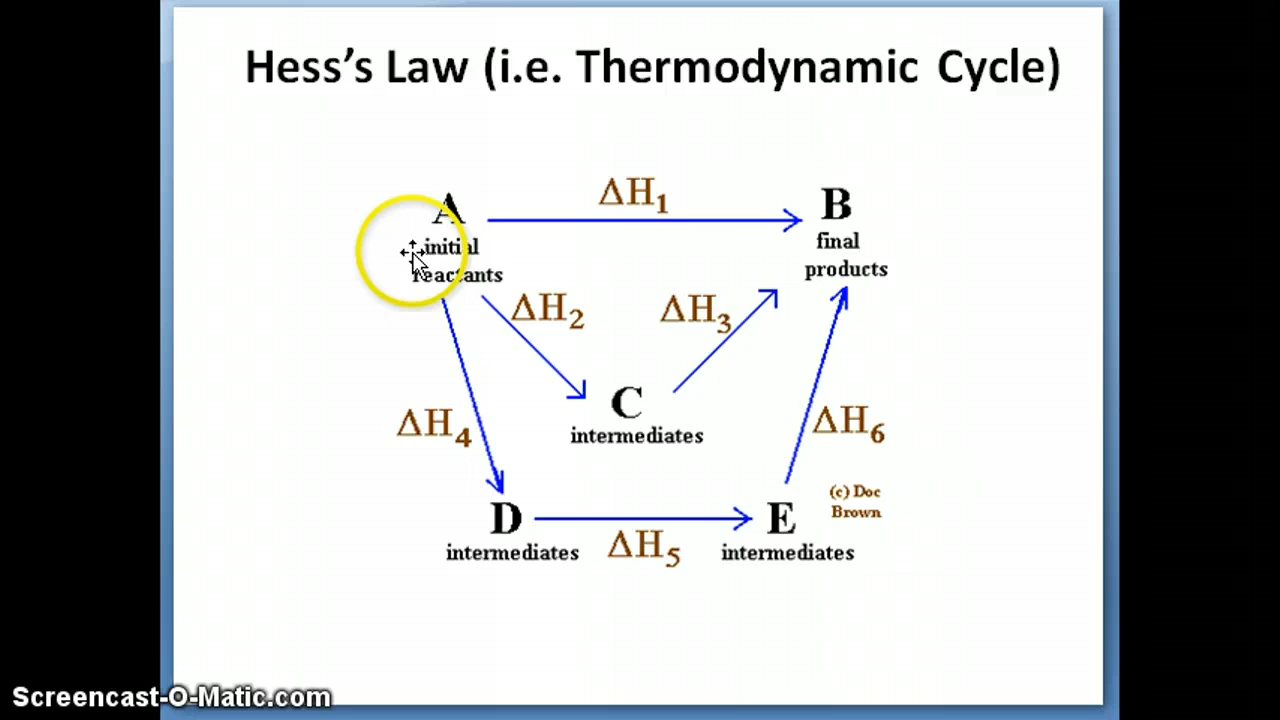 Hess’s Law (i.e. Thermodynamic Cycle)
A
ΔH₁
B
initial
reactants
final
products
ΔH₂
ΔH₃
C
intermediates
ΔH₄
ΔH₆
D
ΔH₅
E
intermediates
intermediates
(c) Doc
Brown
Screencast-O-Matic.com